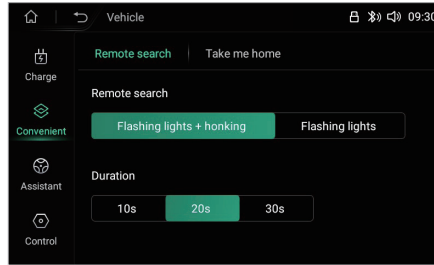 Vehicle
09:30
Charge
Convenient
Assistant
Control
Remote search
Take me home
Remote search
Flashing lights + honking
Flashing lights
Duration
10s
20s
30s